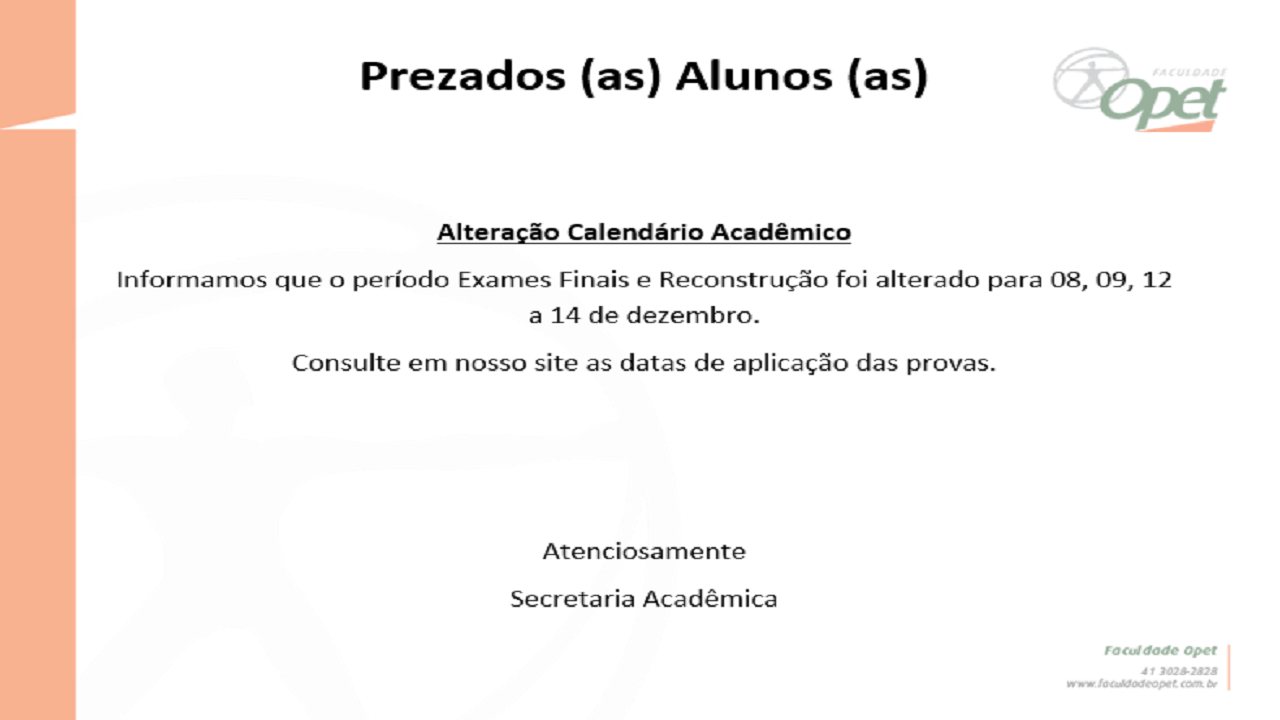 Prezados (as) Alunos (as)
FACULDADE
Opet
Alteração Calendário Acadêmico
Informamos que o período Exames Finais e Reconstrução foi alterado para 08, 09, 12
a 14 de dezembro.
Consulte em nosso site as datas de aplicação das provas.
Atenciosamente
Secretaria Acadêmica
Faculdade Opet
41 3028-2828
www.faculdadeopet.com.br